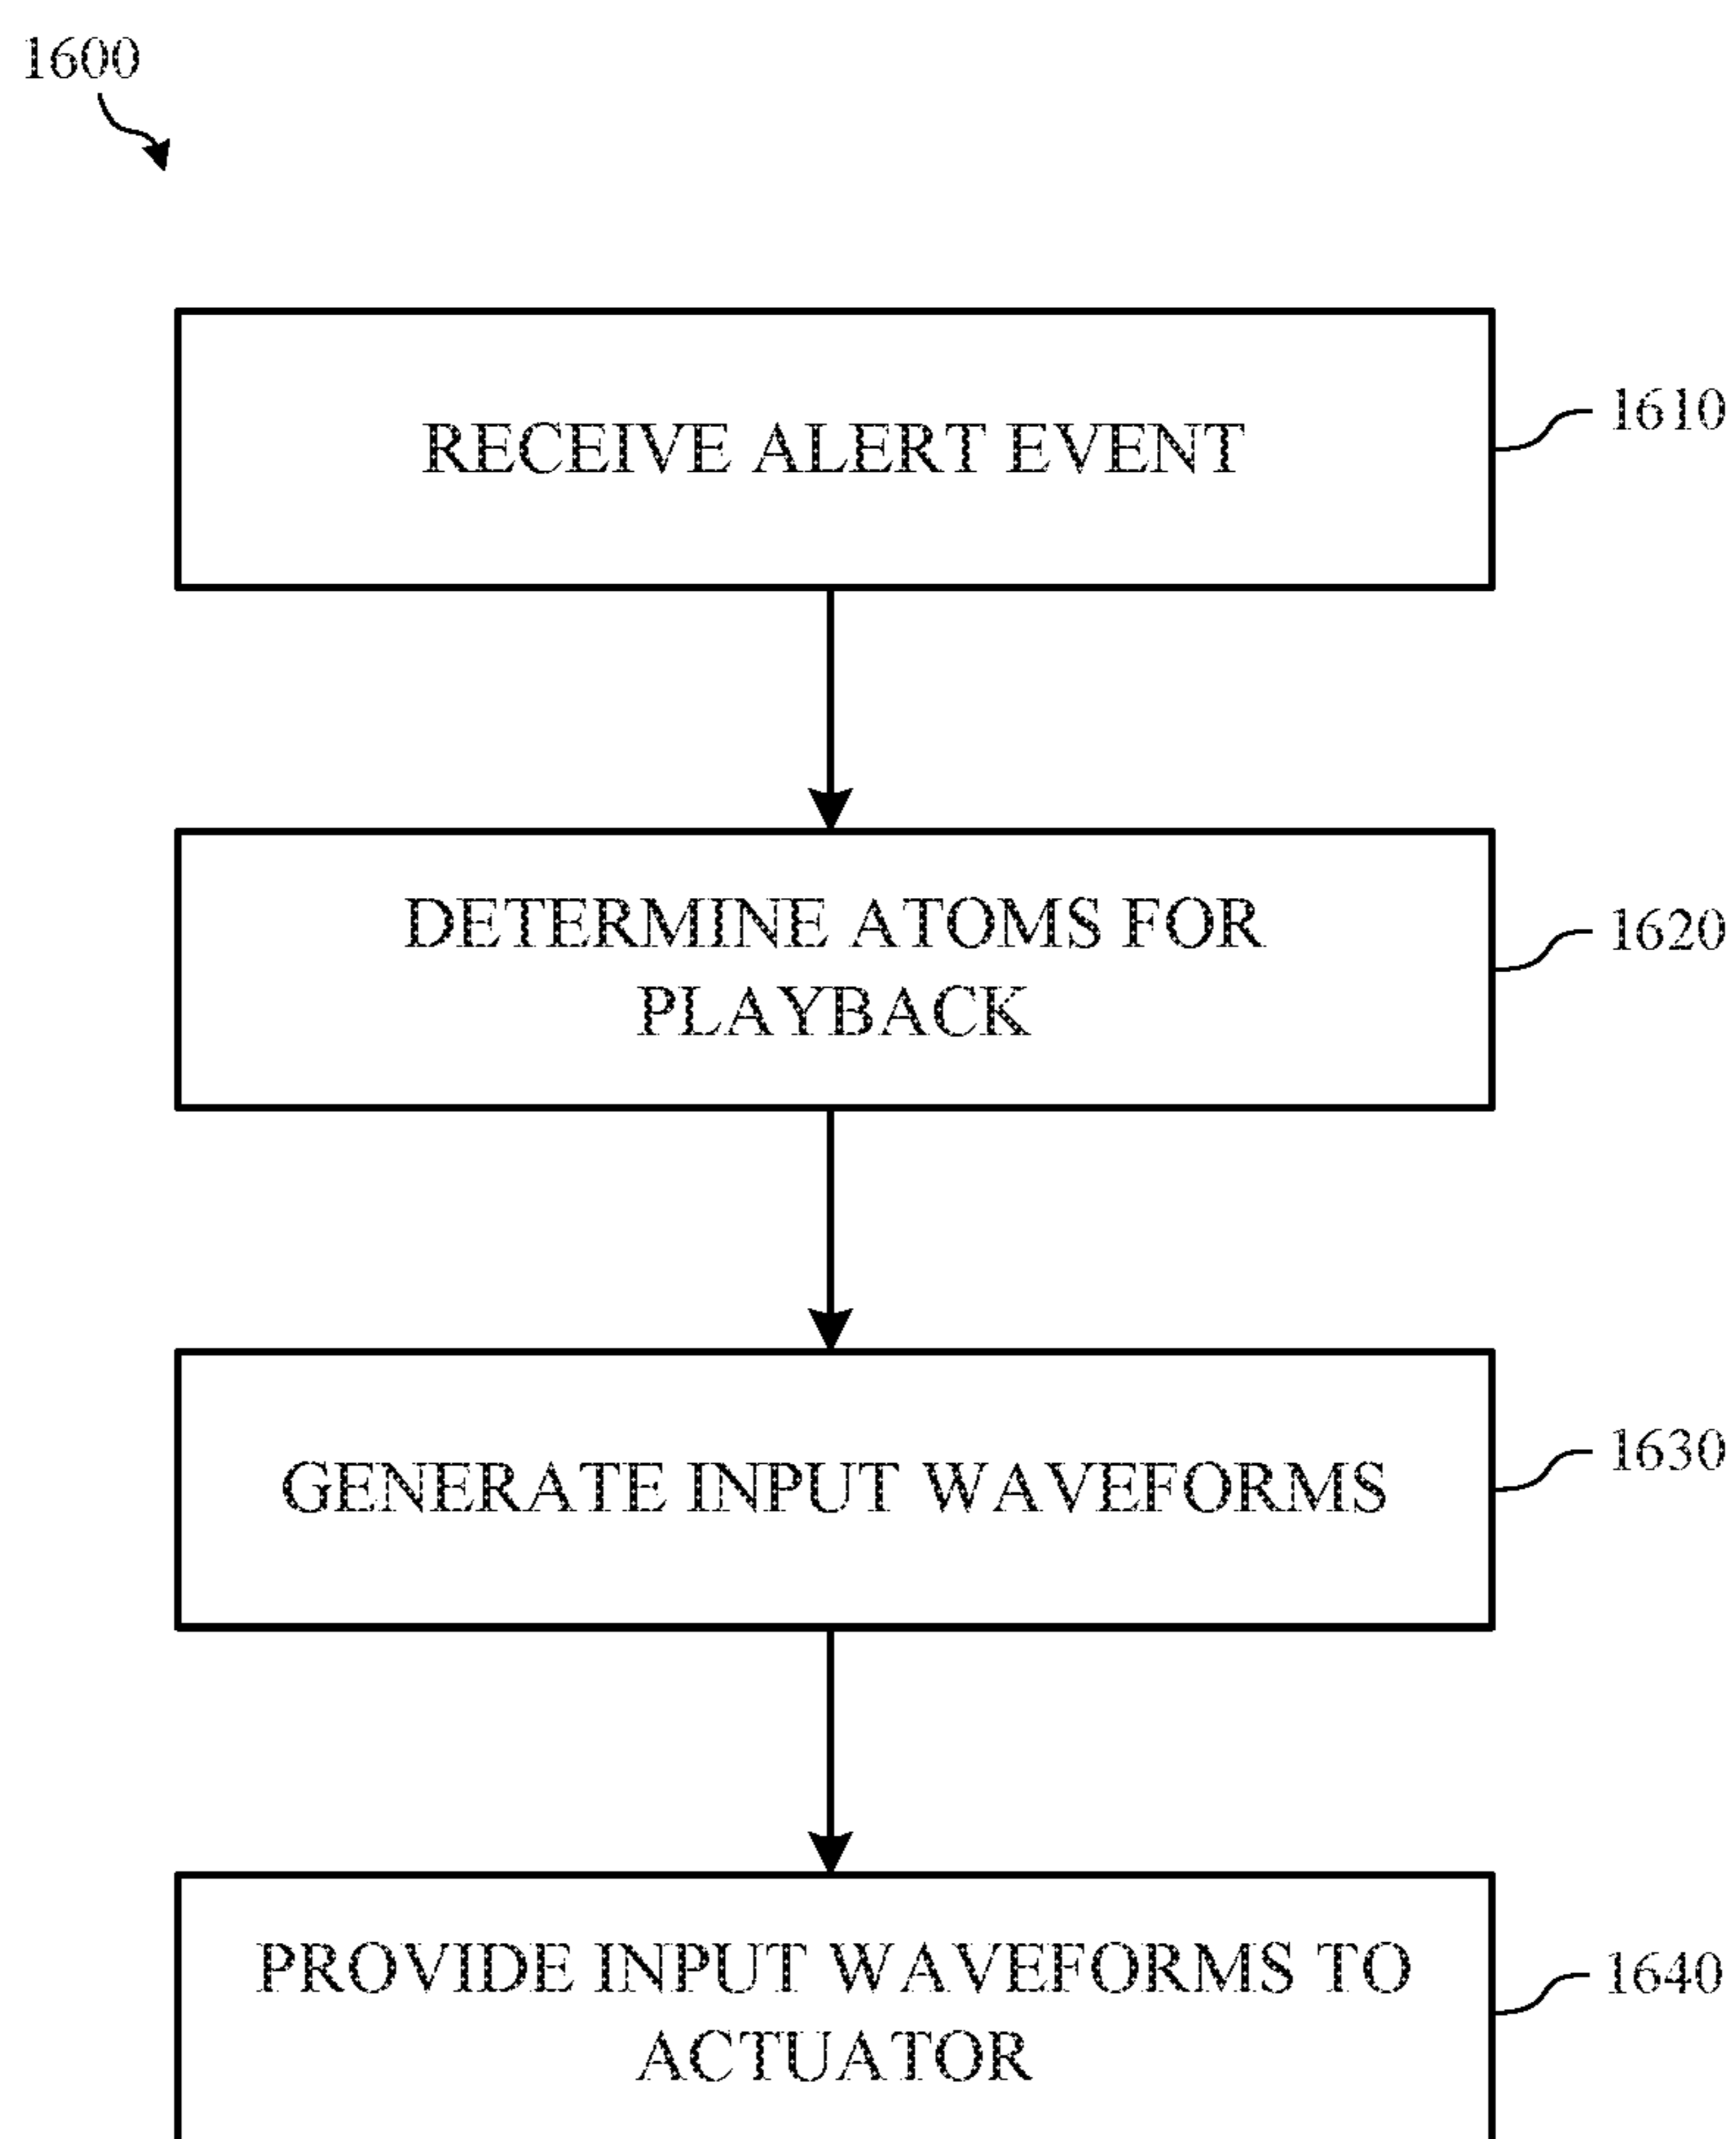 1600
RECEIVE ALERT EVENT
1610
DETERMINE ATOMS FOR
PLAYBACK
1620
GENERATE INPUT WAVEFORMS
1630
PROVIDE INPUT WAVEFORMS TO
ACTUATOR
1640